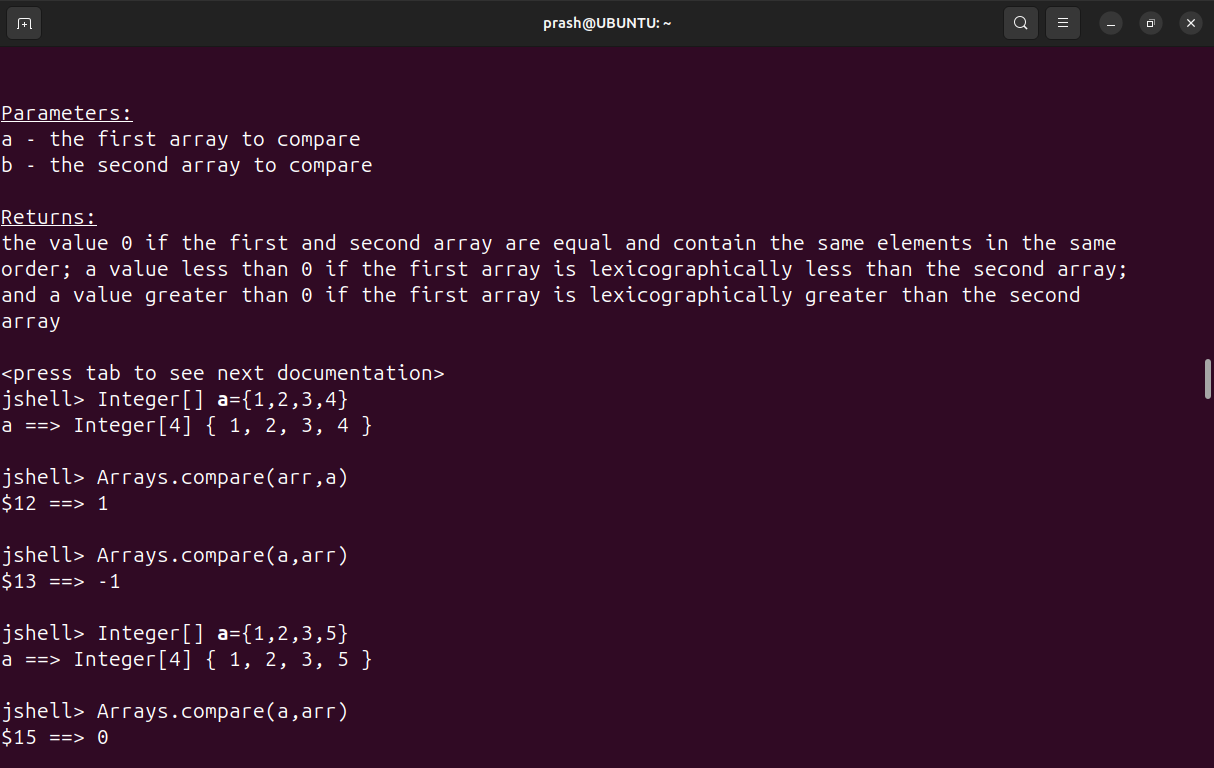 prash@UBUNTU: ~
Parameters:
a - the first array to compare
b - the second array to compare
Returns:
the value 0 if the first and second array are equal and contain the same elements in the same
order; a value less than 0 if the first array is lexicographically less than the second array;
and a value greater than 0 if the first array is lexicographically greater than the second
array
<press tab to see next documentation>
jshell> Integer[] a={1,2,3,4}
a ==> Integer[4] { 1, 2, 3, 4 }
jshell> Arrays.compare(arr,a)
$12 ==> 1
jshell> Arrays.compare(a,arr)
$13 ==> -1
jshell> Integer[] a={1,2,3,5}
a ==> Integer[4] { 1, 2, 3, 5 }
jshell> Arrays.compare(a,arr)
$15 ==> 0